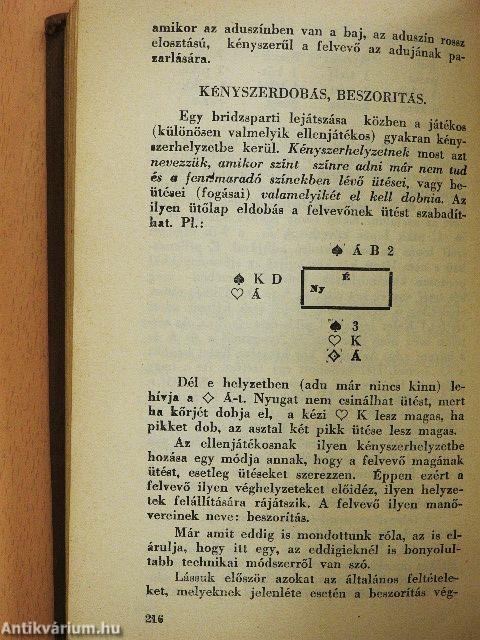 amikor az aduszínben van a baj, az aduszín rossz
elosztású, kényszerűl a felvevő az adujának pa-
zarlására.
KÉNYSZERDOBÁS, BESZORITÁS.
Egy bridzsparti lejátszása közben a játékos
(különösen valmelyik ellenjátékos) gyakran kény-
szerhelyzetbe kerül. Kényszerhelyzetnek most azt
nevezzük, amikor szint színre adni már nem tud
és a fennmaradó színekben lévő ütései, vagy be-
ütései (fogásai) valamelyikét el kell dobnia. Az
ilyen ütőlap eldobás a felvevőnek ütést szabadít-
hat. Pl.:
♠ Á B 2
♠ K D
♡ Á
É
Ny
♠ 3
♡ K
◇ Á
Dél e helyzetben (adu már nincs kinn) le-
hívja a ◇ Á-t. Nyugat nem csinálhat ütést, mert
ha kőrjét dobja el, a kézi ♡ K lesz magas, ha
pikket dob, az asztal két pikk ütése lesz magas.
Az ellenjátékosnak ilyen kényszerhelyzetbe
hozása egy módja annak, hogy a felvevő magának
ütést, esetleg ütéseket szerezzen. Éppen ezért a
felvevő ilyen véghelyzeteket előidéz, ilyen helyze-
tek felállítására rájátszik. A felvevő ilyen manő-
vereinek neve: beszorítás.
Már amit eddig is mondottunk róla, az is el-
árulja, hogy itt egy, az eddigieknél is bonyolul-
tabb technikai módszerről van szó.
Lássuk először azokat az általános feltétele-
ket, melyeknek jelenléte esetén a beszorítás vég-
216
Antikvárium.hu